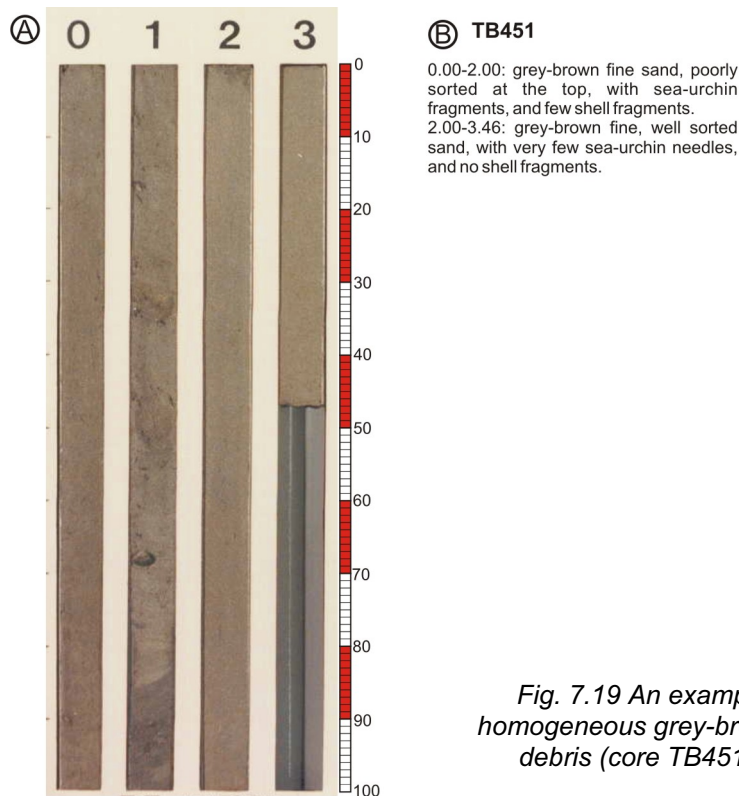 A
0 1 2 3
0
10
20
30
40
50
60
70
80
90
100
B TB451
0.00-2.00: grey-brown fine sand, poorly
sorted at the top, with sea-urchin
fragments, and few shell fragments.
2.00-3.46: grey-brown fine, well sorted
sand, with very few sea-urchin needles,
and no shell fragments.
Fig. 7.19 An examp
homogeneous grey-br
debris (core TB451